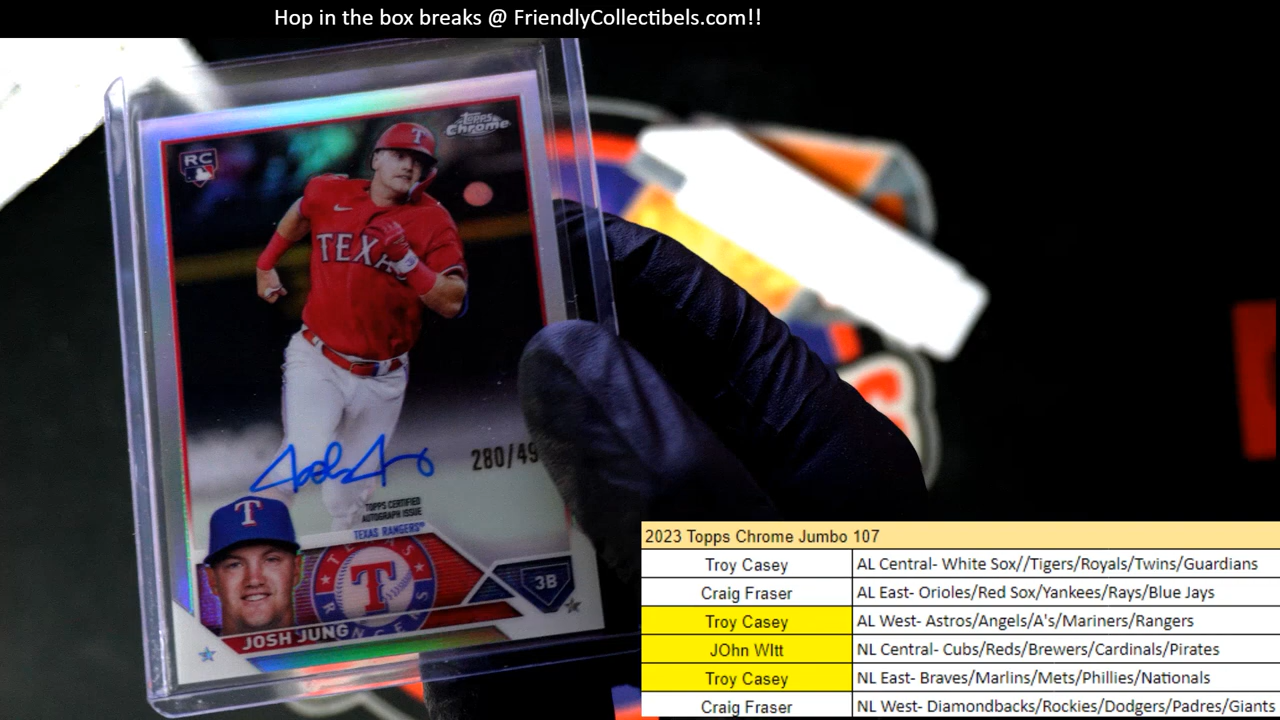 Hop in the box breaks @ FriendlyCollectibels.com!!
Topps
Chrome
RC
T
TEXA
280/49
TOPPS CERTIFIED
AUTOGRAPH ISSUE
TEXAS RANGERS
T
T
3B
JOSH JUNG
2023 Topps Chrome Jumbo 107
Troy Casey AL Central- White Sox//Tigers/Royals/Twins/Guardians
Craig Fraser AL East- Orioles/Red Sox/Yankees/Rays/Blue Jays
Troy Casey AL West- Astros/Angels/A's/Mariners/Rangers
JOhn WItt NL Central- Cubs/Reds/Brewers/Cardinals/Pirates
Troy Casey NL East- Braves/Marlins/Mets/Phillies/Nationals
Craig Fraser NL West- Diamondbacks/Rockies/Dodgers/Padres/Giants